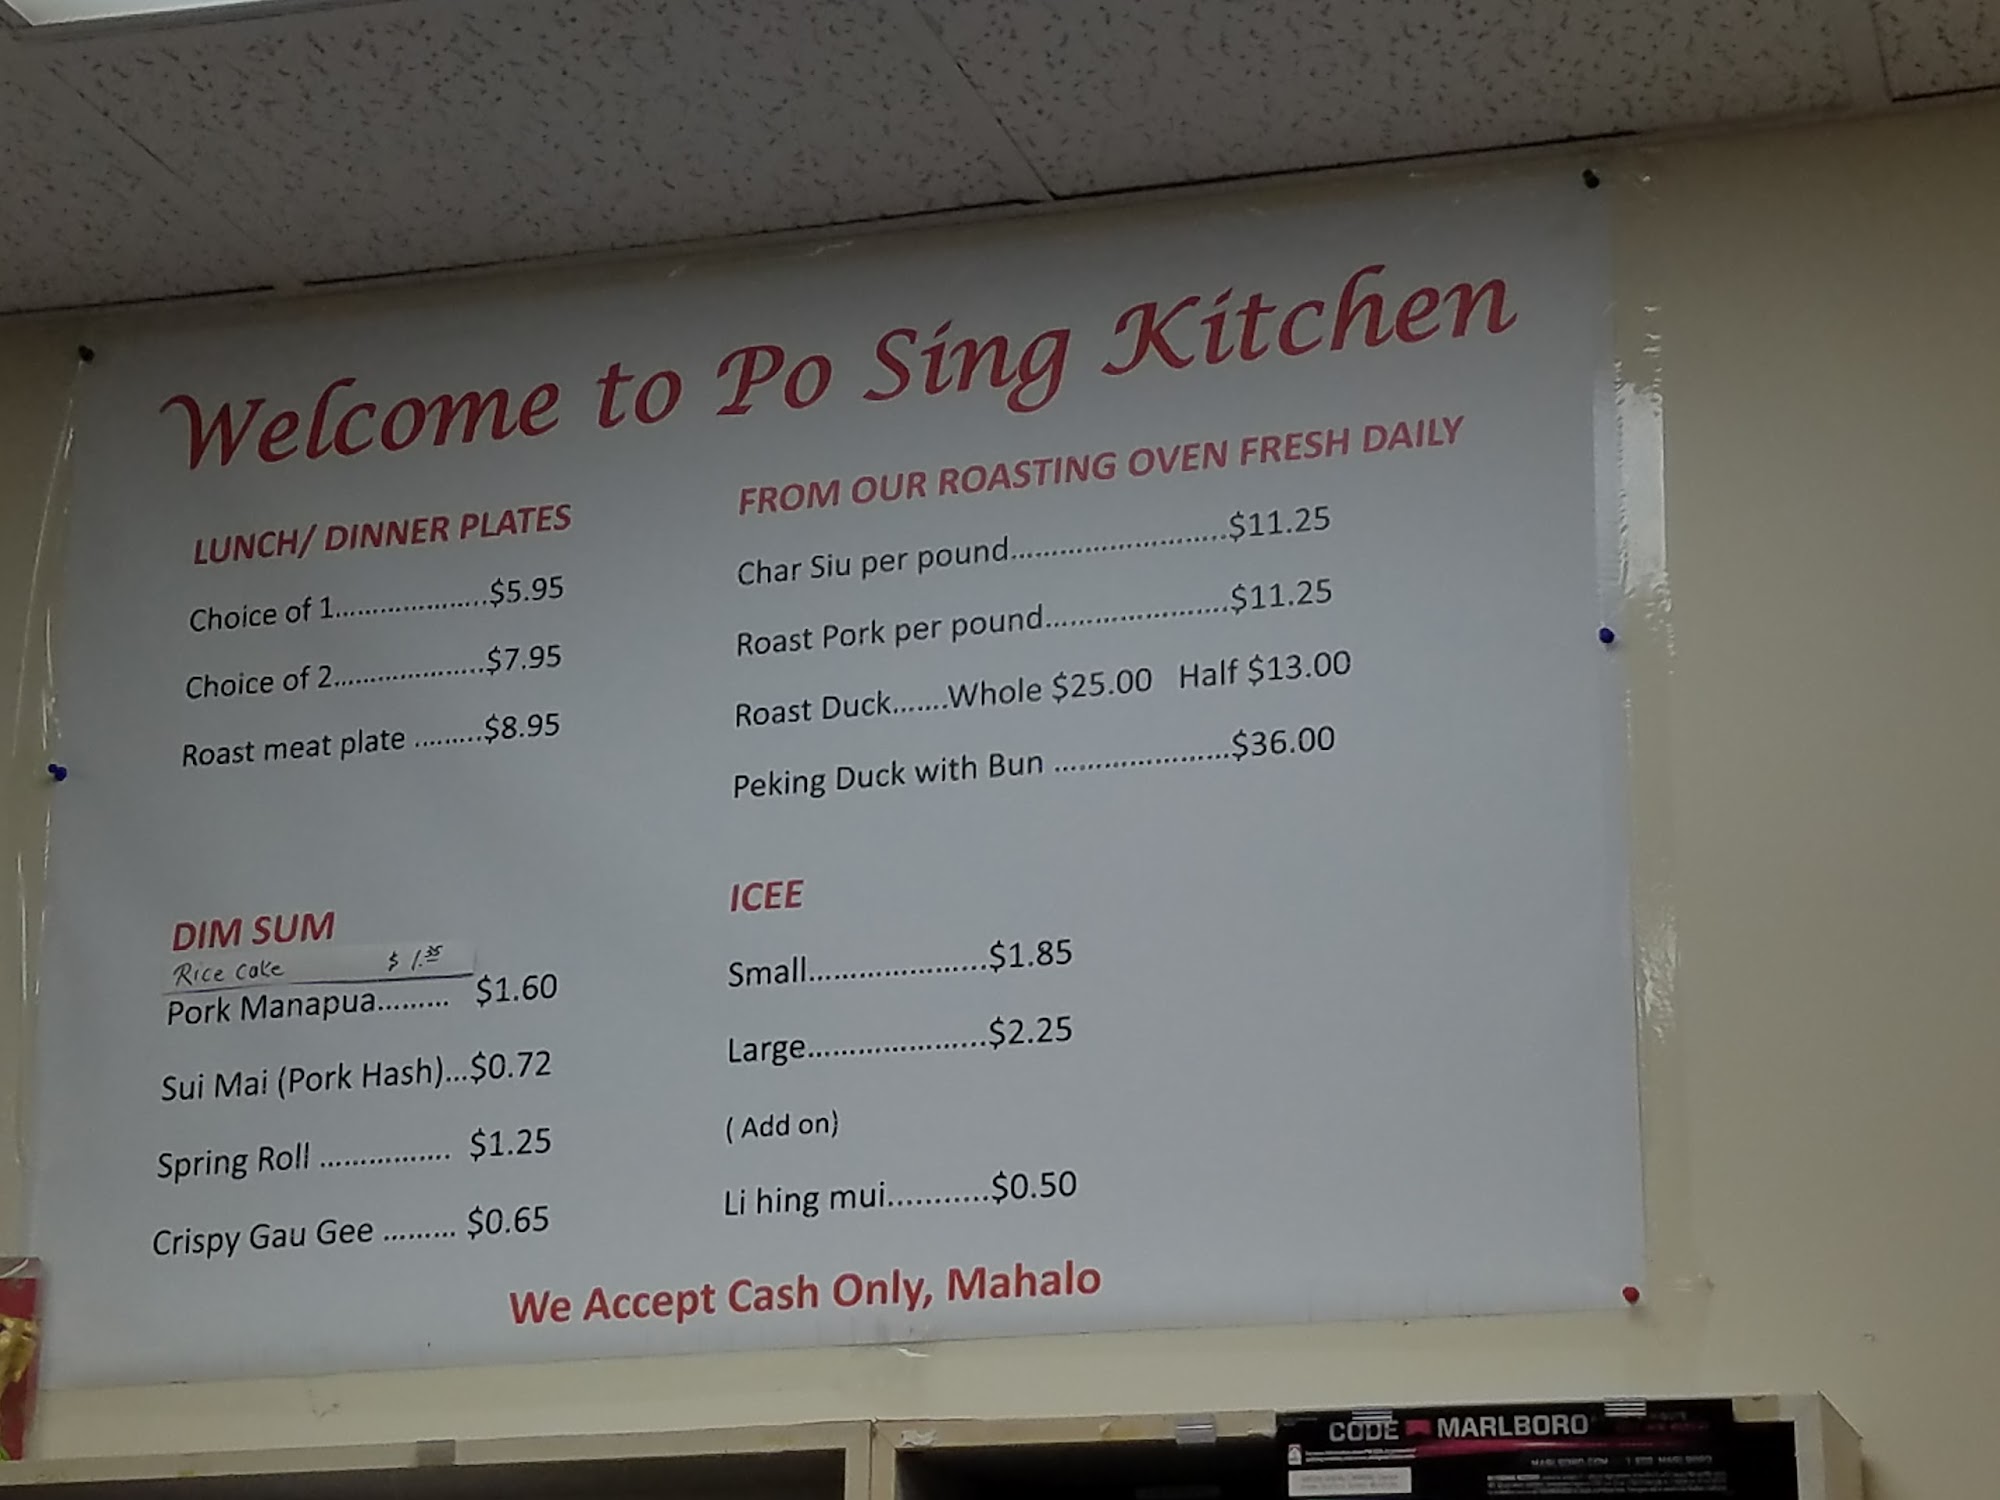 Welcome to Po Sing Kitchen
LUNCH/ DINNER PLATES
Choice of 1......................$5.95
Choice of 2......................$7.95
Roast meat plate .........$8.95
FROM OUR ROASTING OVEN FRESH DAILY
Char Siu per pound............................$11.25
Roast Pork per pound........................$11.25
Roast Duck.......Whole $25.00 Half $13.00
Peking Duck with Bun .......................$36.00
DIM SUM
Rice cake $ 1.35
Pork Manapua......... $1.60
Sui Mai (Pork Hash)...$0.72
Spring Roll ................ $1.25
Crispy Gau Gee ......... $0.65
ICEE
Small......................$1.85
Large......................$2.25
( Add on)
Li hing mui............$0.50
We Accept Cash Only, Mahalo
CODE MARLBORO